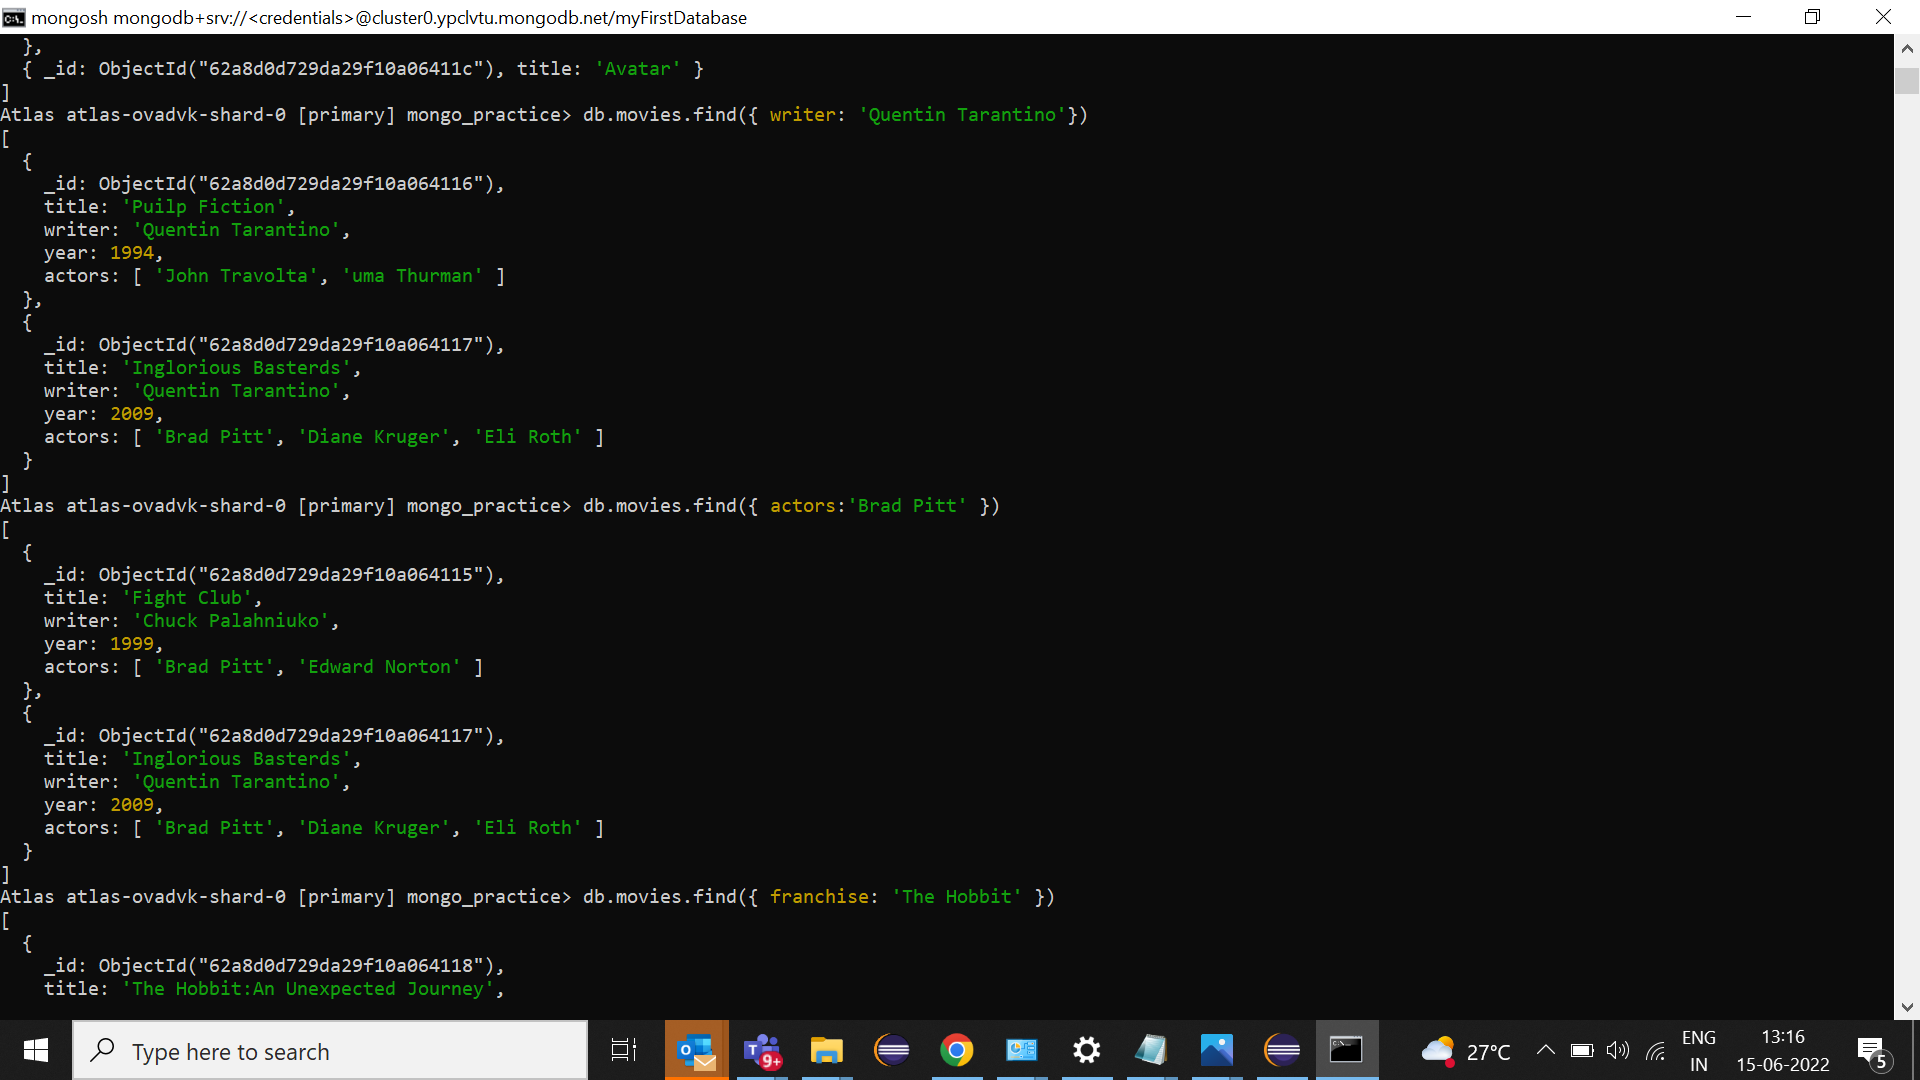 mongosh mongodb+srv://<credentials>@cluster0.ypclvtu.mongodb.net/myFirstDatabase
  },
  { _id: ObjectId("62a8d0d729da29f10a06411c"), title: 'Avatar' }
]
Atlas atlas-ovadvk-shard-0 [primary] mongo_practice> db.movies.find({ writer: 'Quentin Tarantino'})
[
  {
    _id: ObjectId("62a8d0d729da29f10a064116"),
    title: 'Puilp Fiction',
    writer: 'Quentin Tarantino',
    year: 1994,
    actors: [ 'John Travolta', 'uma Thurman' ]
  },
  {
    _id: ObjectId("62a8d0d729da29f10a064117"),
    title: 'Inglorious Basterds',
    writer: 'Quentin Tarantino',
    year: 2009,
    actors: [ 'Brad Pitt', 'Diane Kruger', 'Eli Roth' ]
  }
]
Atlas atlas-ovadvk-shard-0 [primary] mongo_practice> db.movies.find({ actors:'Brad Pitt' })
[
  {
    _id: ObjectId("62a8d0d729da29f10a064115"),
    title: 'Fight Club',
    writer: 'Chuck Palahniuko',
    year: 1999,
    actors: [ 'Brad Pitt', 'Edward Norton' ]
  },
  {
    _id: ObjectId("62a8d0d729da29f10a064117"),
    title: 'Inglorious Basterds',
    writer: 'Quentin Tarantino',
    year: 2009,
    actors: [ 'Brad Pitt', 'Diane Kruger', 'Eli Roth' ]
  }
]
Atlas atlas-ovadvk-shard-0 [primary] mongo_practice> db.movies.find({ franchise: 'The Hobbit' })
[
  {
    _id: ObjectId("62a8d0d729da29f10a064118"),
    title: 'The Hobbit:An Unexpected Journey',
Type here to search
9+
27°C
ENG
IN
13:16
15-06-2022
5